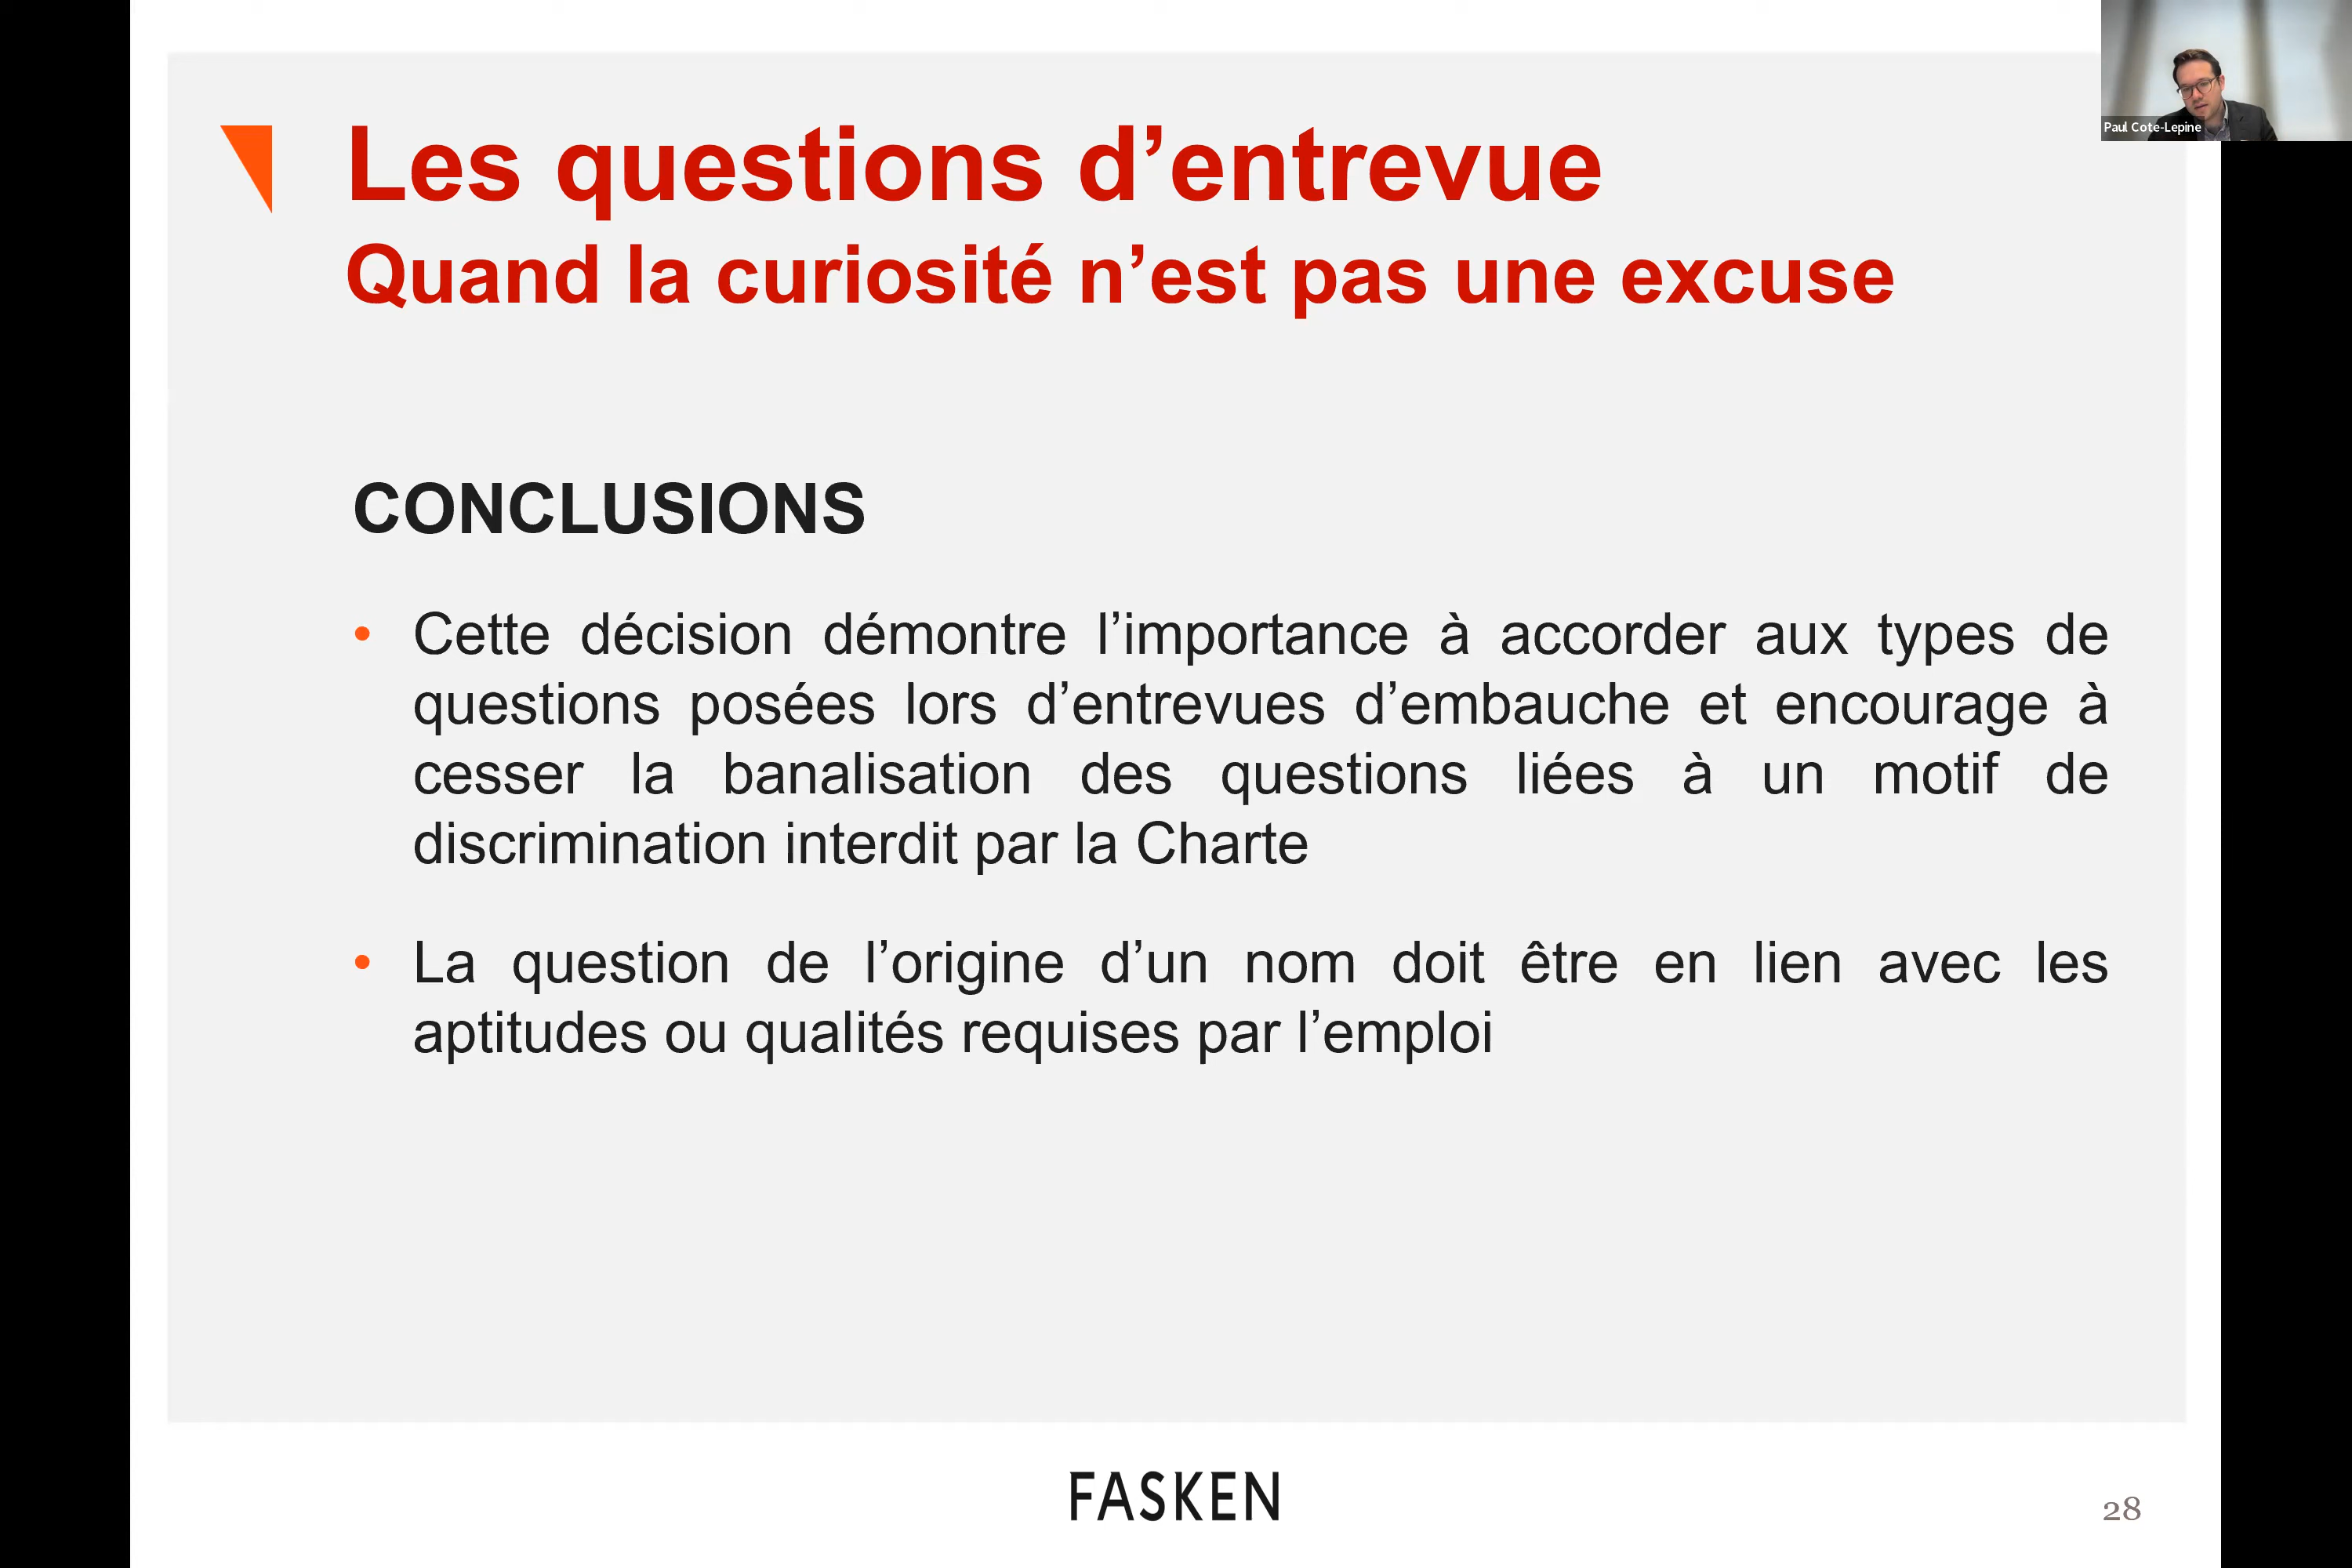 Paul Cote-Lepine
Les questions d’entrevue
Quand la curiosité n’est pas une excuse
CONCLUSIONS
• Cette décision démontre l’importance à accorder aux types de
questions posées lors d’entrevues d’embauche et encourage à
cesser la banalisation des questions liées à un motif de
discrimination interdit par la Charte
• La question de l’origine d’un nom doit être en lien avec les
aptitudes ou qualités requises par l’emploi
FASKEN
28